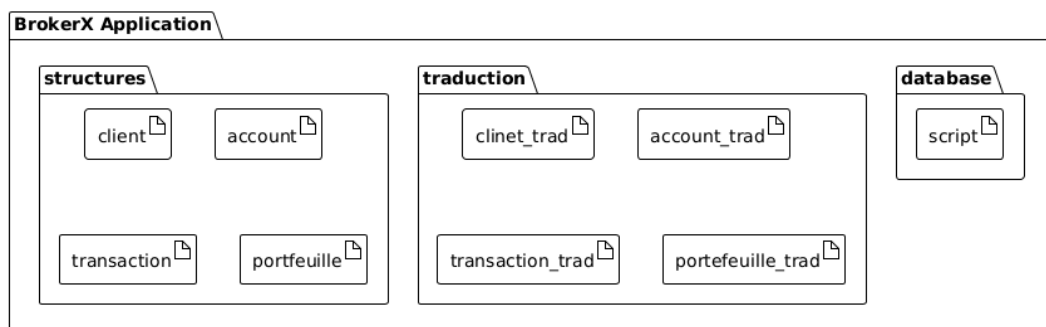 BrokerX Application
structures
traduction
database
client
account
clinet_trad
account_trad
script
transaction
portfeuille
transaction_trad
portefeuille_trad